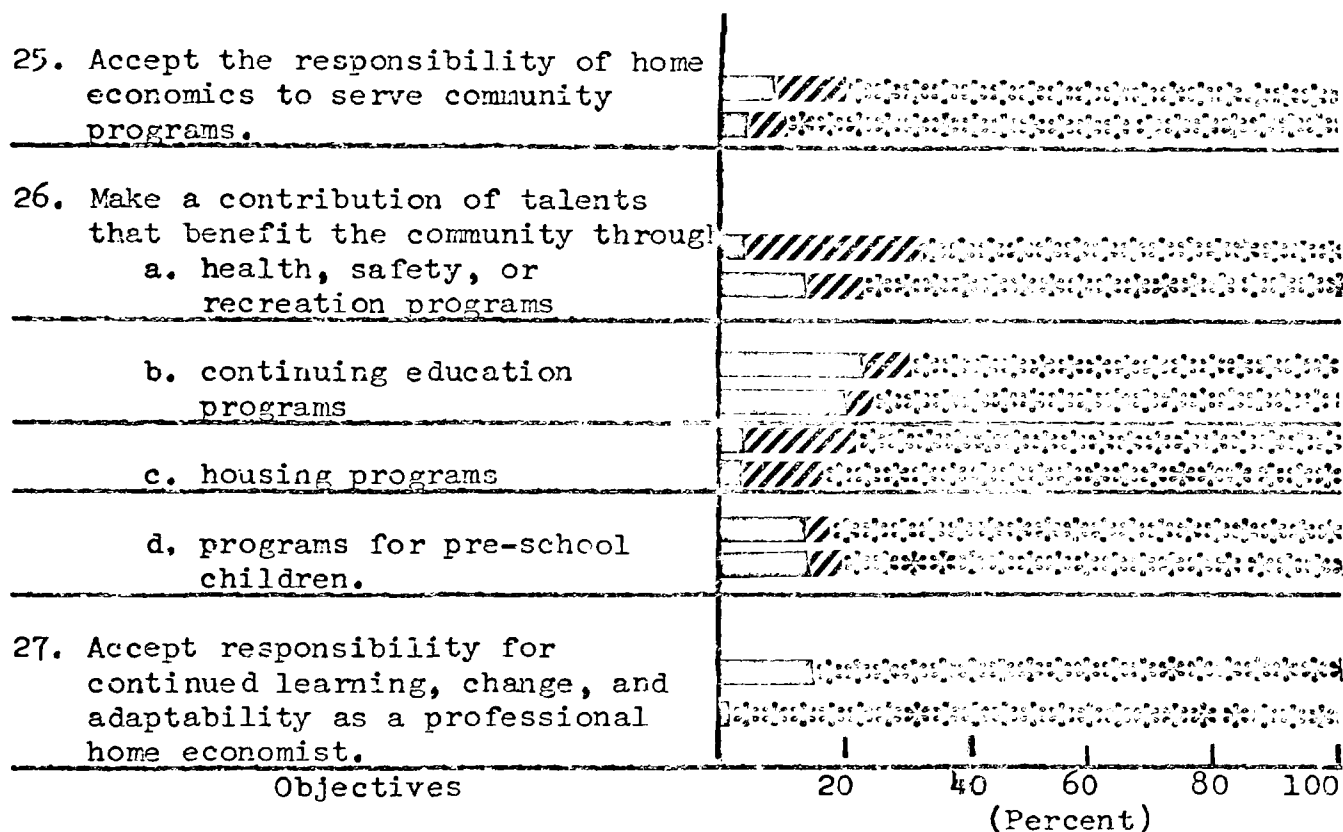 25. Accept the responsibility of home
economics to serve community
programs.
26. Make a contribution of talents
that benefit the community through
a. health, safety, or
recreation programs
b. continuing education
programs
c. housing programs
d. programs for pre-school
children.
27. Accept responsibility for
continued learning, change, and
adaptability as a professional
home economist.
Objectives
20 40 60 80 100
(Percent)